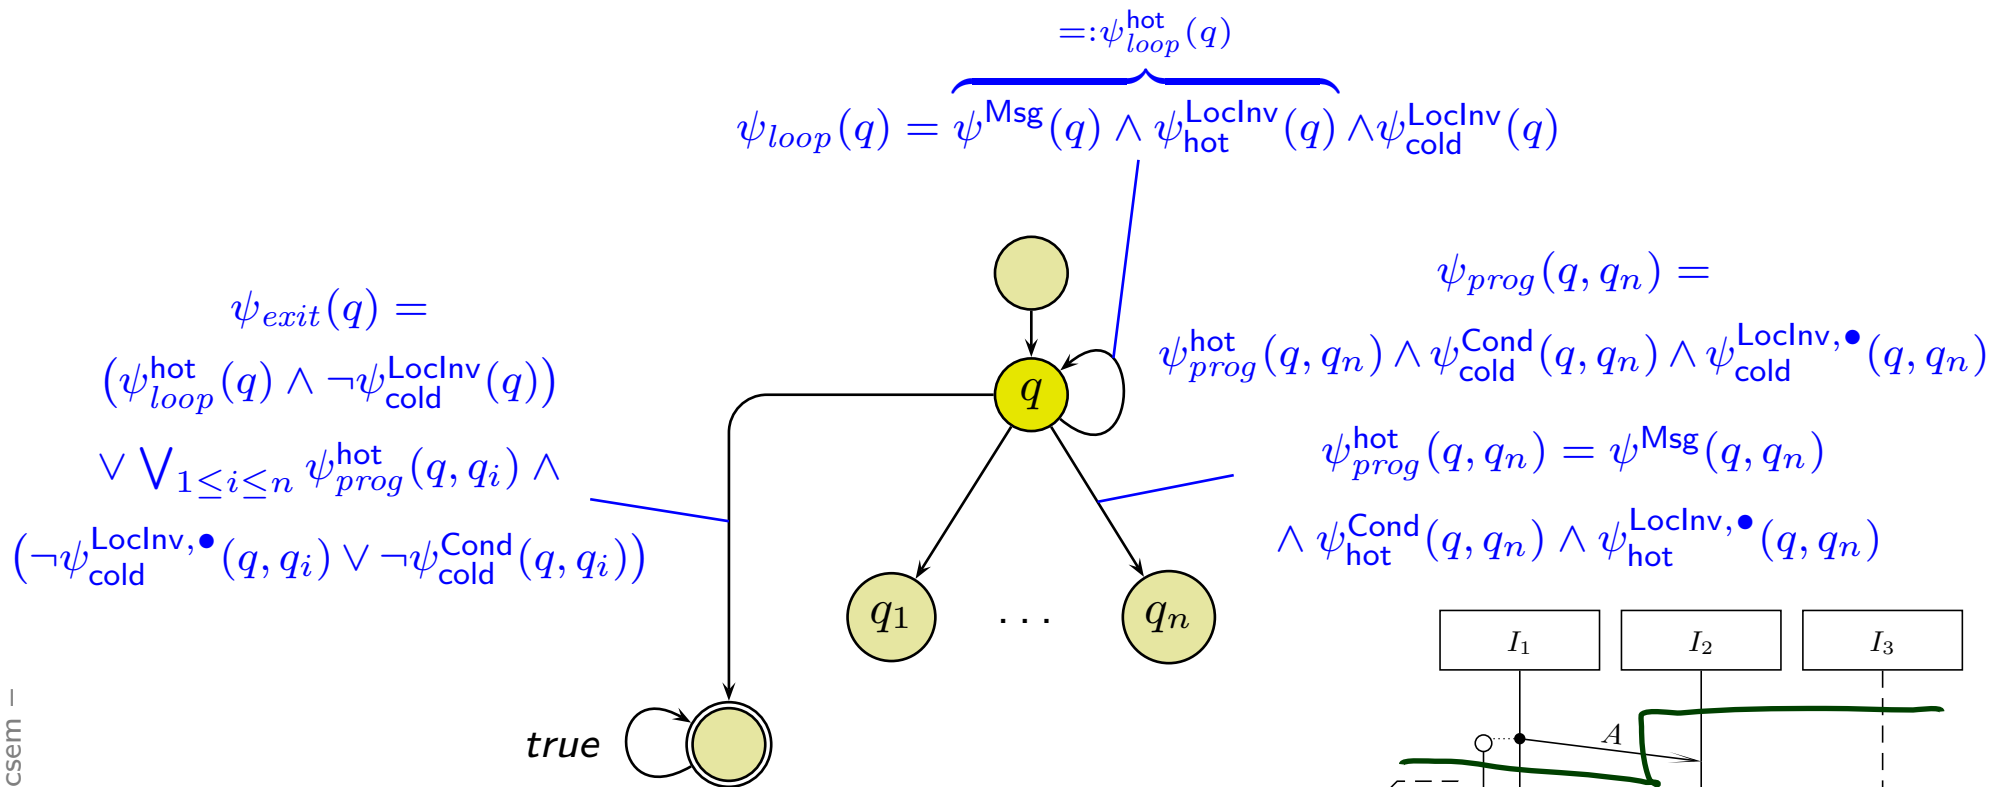 =:ψ^hot_loop(q)
ψ_loop(q) = ψ^Msg(q) ∧ ψ^LocInv_hot(q) ∧ψ^LocInv_cold(q)
ψ_exit(q) =
(ψ^hot_loop(q) ∧ ¬ψ^LocInv_cold(q))
∨ ⋁_{1≤i≤n} ψ^hot_prog(q, q_i) ∧
(¬ψ^{LocInv,●}_cold(q, q_i) ∨ ¬ψ^Cond_cold(q, q_i))
q
ψ_prog(q, q_n) =
ψ^hot_prog(q, q_n) ∧ ψ^Cond_cold(q, q_n) ∧ ψ^{LocInv,●}_cold(q, q_n)
ψ^hot_prog(q, q_n) = ψ^Msg(q, q_n)
∧ ψ^Cond_hot(q, q_n) ∧ ψ^{LocInv,●}_hot(q, q_n)
q_1 ... q_n
true
I_1 I_2 I_3
A
csem –